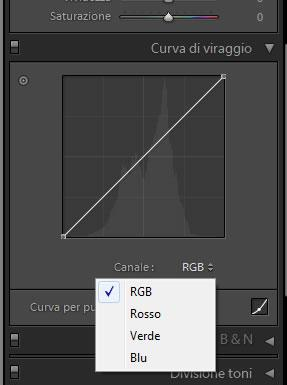 Saturazione 0
Curva di viraggio
Canale : RGB
RGB
Rosso
Verde
Blu
Curva per pu
B & N
Divisione toni